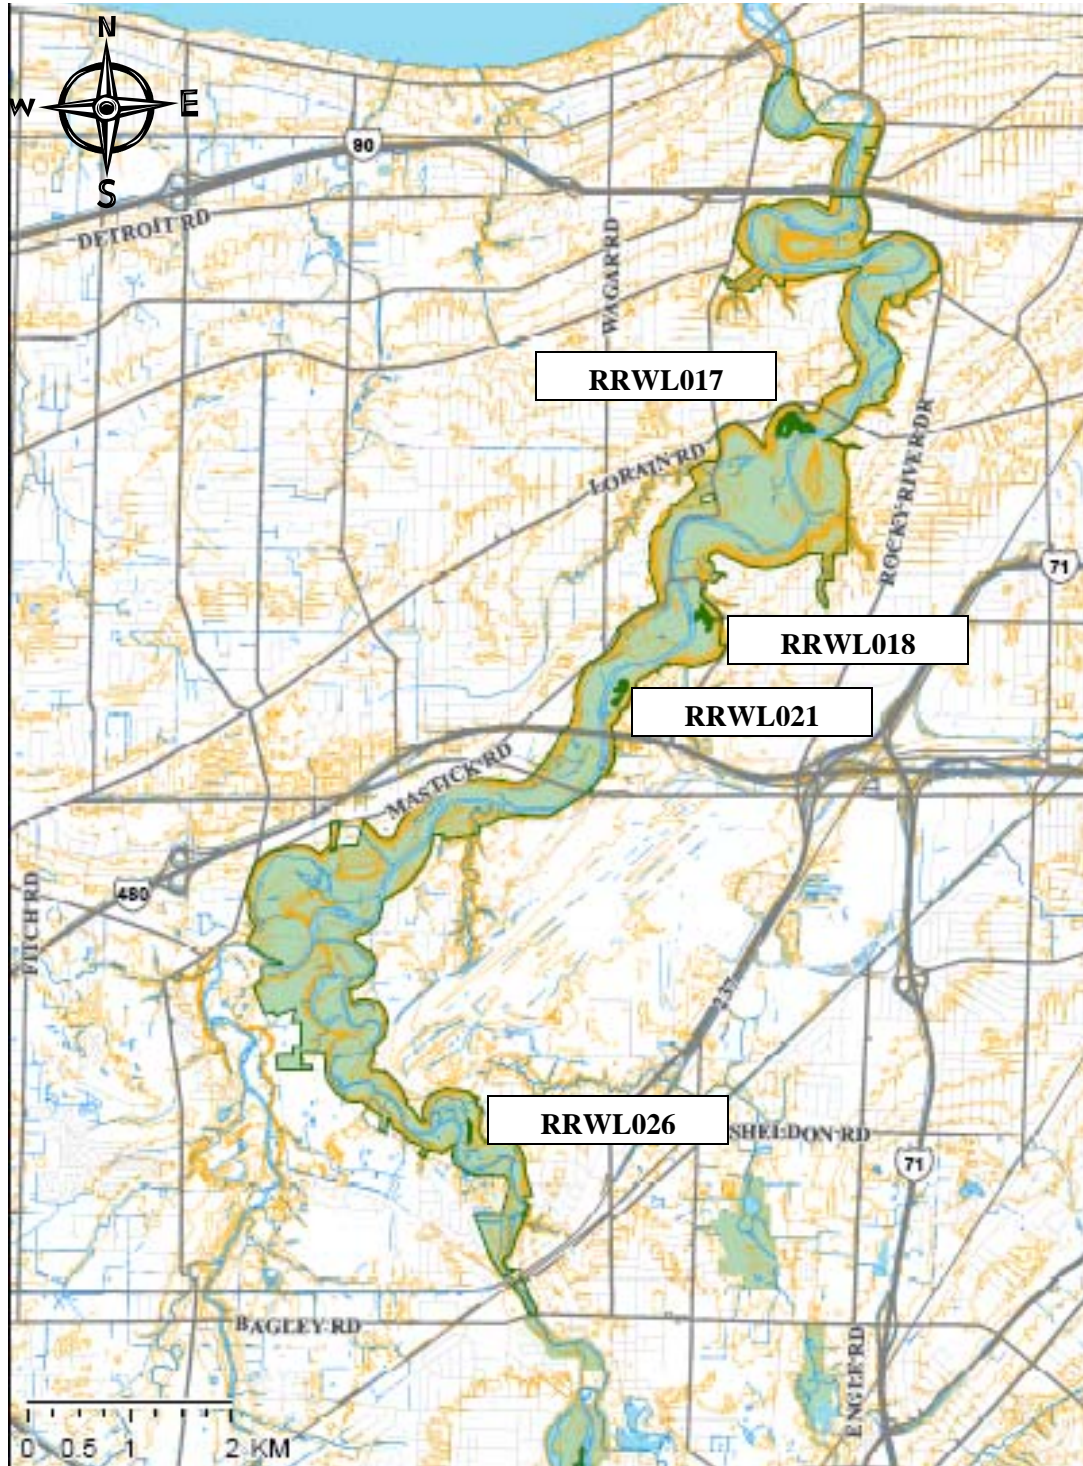 N
W E
S
90
DETROIT RD
WAGAR RD
RRWL017
LORAIN RD
ROCKY RIVER DR
71
RRWL018
RRWL021
MASTICK RD
480
FITCH RD
237
RRWL026
SHELDON RD
71
BAGLEY RD
ENGLE RD
0 0.5 1 2 KM